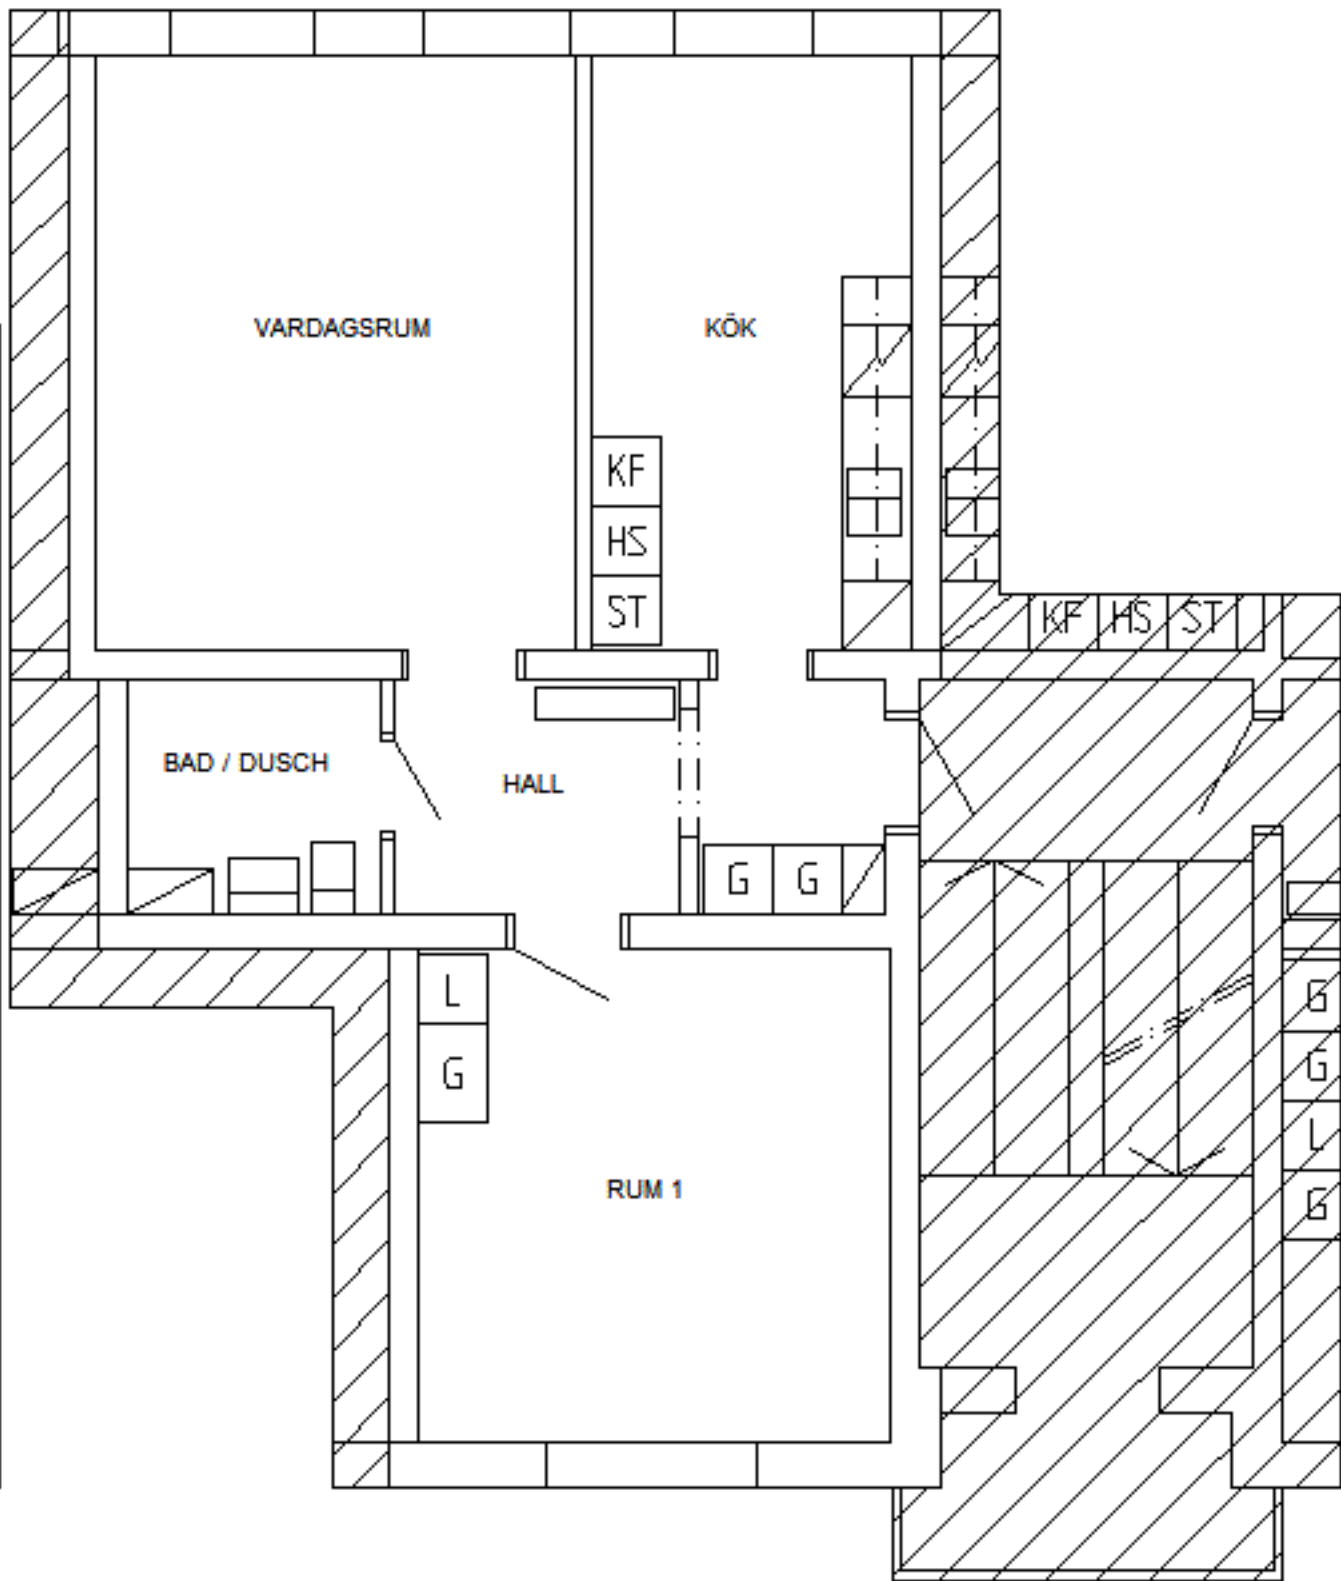 VARDAGSRUM
KÖK
KF
HS
ST
KF HS ST
BAD / DUSCH
HALL
G G
L
G
RUM 1
G
G
L
G